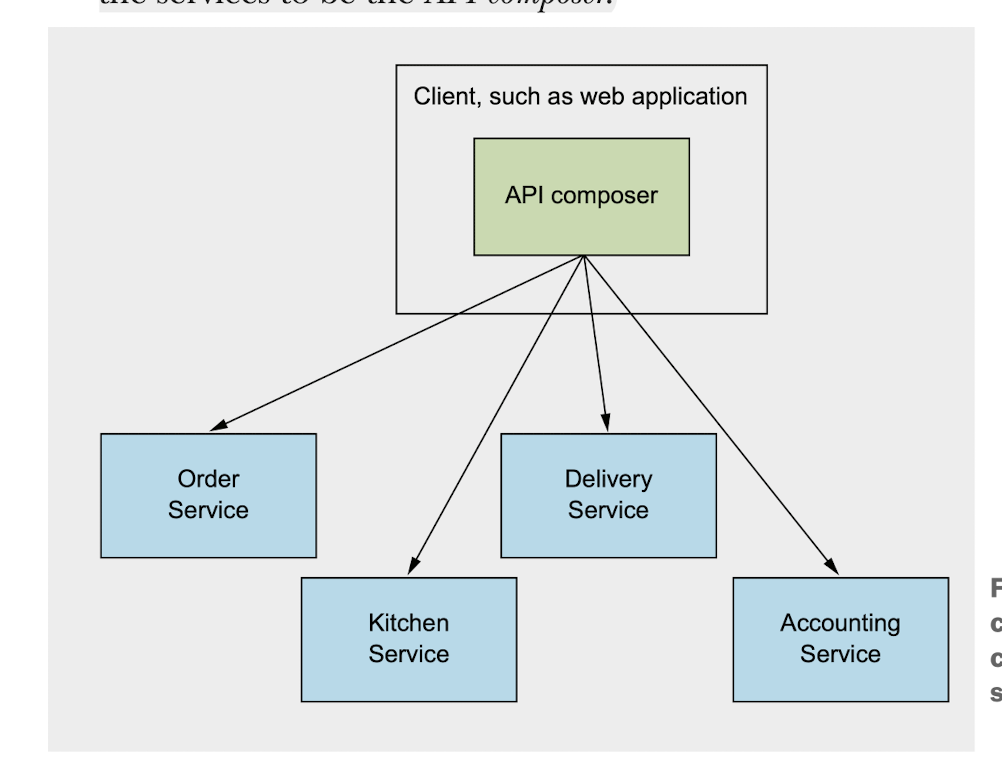 the services to be the API composer.
Client, such as web application
API composer
Order
Service
Delivery
Service
Kitchen
Service
Accounting
Service
F
c
c
s